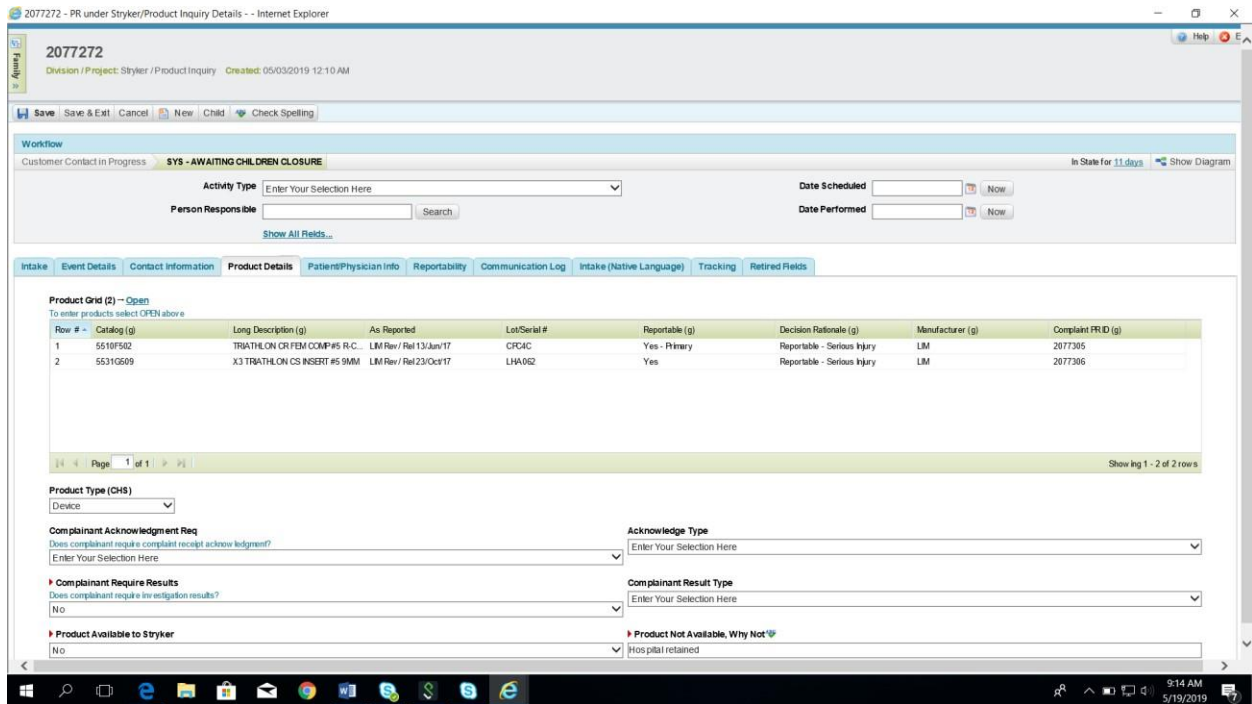 2077272 - PR under Stryker/Product Inquiry Details - - Internet Explorer
Help E
Family
2077272
Division / Project: Stryker / Product Inquiry Created: 05/03/2019 12:10 AM
Save Save & Exit Cancel New Child Check Spelling
Workflow
Customer Contact in Progress SYS - AWAITING CHILDREN CLOSURE In State for 11 days Show Diagram
Activity Type Enter Your Selection Here Date Scheduled Now
Person Responsible Search Date Performed Now
Show All Fields...
Intake Event Details Contact Information Product Details Patient/Physician Info Reportability Communication Log Intake (Native Language) Tracking Retired Fields
Product Grid (2) -- Open
To enter products select OPEN above
Row # Catalog (g) Long Description (g) As Reported Lot/Serial # Reportable (g) Decision Rationale (g) Manufacturer (g) Complaint PR ID (g)
1 5510F502 TRIATHLON CR FEM COMP #5 R-C... LIM Rev / Rel 13/Jun/17 CFC4C Yes - Primary Reportable - Serious Injury LIM 2077305
2 5531G509 X3 TRIATHLON CS INSERT #5 9MM LIM Rev / Rel 23/Oct/17 LHA062 Yes Reportable - Serious Injury LIM 2077306
Page 1 of 1 Showing 1 - 2 of 2 rows
Product Type (CHS)
Device
Complainant Acknowledgment Req Acknowledge Type
Does complainant require complaint receipt acknowledgment?
Enter Your Selection Here Enter Your Selection Here
Complainant Require Results Complainant Result Type
Does complainant require investigation results?
No Enter Your Selection Here
Product Available to Stryker Product Not Available, Why Not
No Hospital retained
9:14 AM
5/19/2019
7